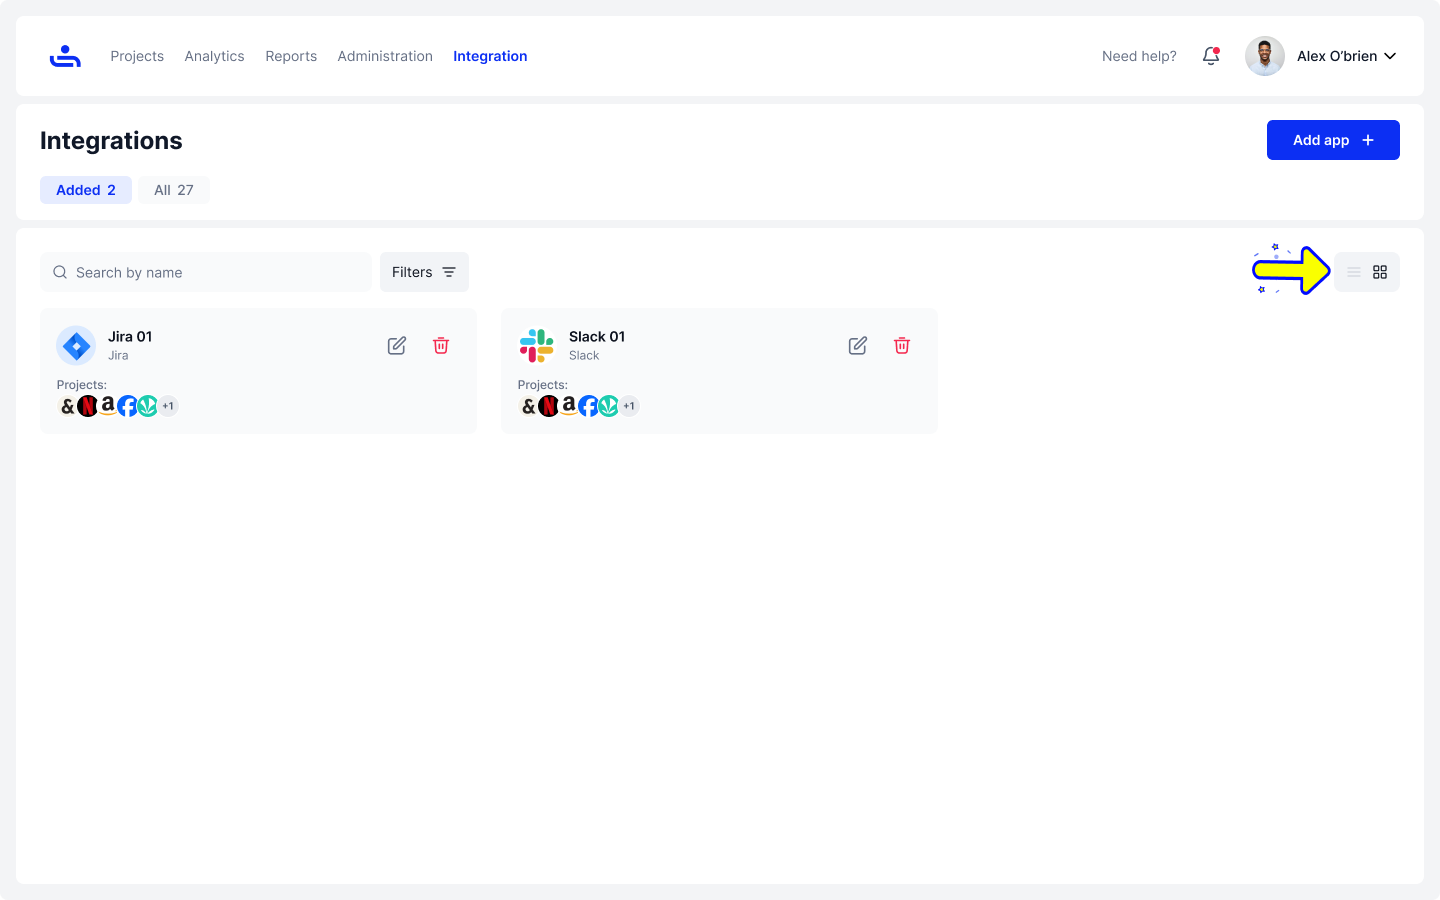 Projects Analytics Reports Administration Integration Need help? Alex O'brien
Integrations Add app
Added 2 All 27
Search by name Filters
Jira 01
Jira
Projects:
& N a f +1
Slack 01
Slack
Projects:
& N a f +1